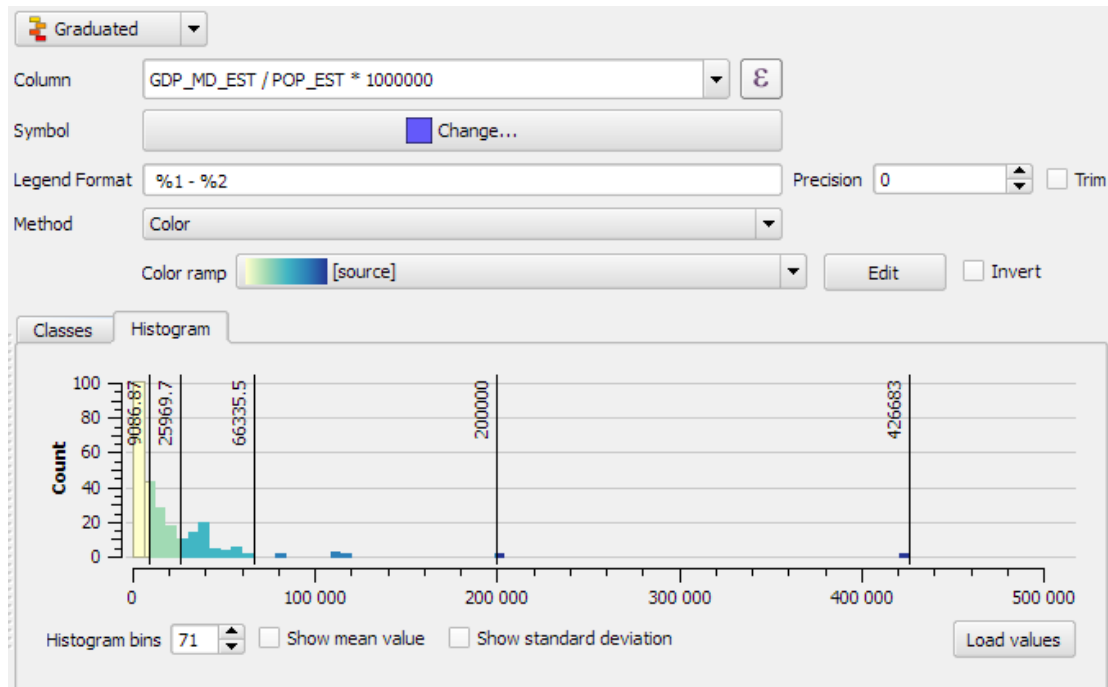 Graduated
Column GDP_MD_EST / POP_EST * 1000000 ε
Symbol Change...
Legend Format %1 - %2 Precision 0 Trim
Method Color
Color ramp [source] Edit Invert
Classes Histogram
Count
100
80
60
40
20
0
9086.87
25969.7
66335.5
200000
426683
0 100 000 200 000 300 000 400 000 500 000
Histogram bins 71 Show mean value Show standard deviation Load values